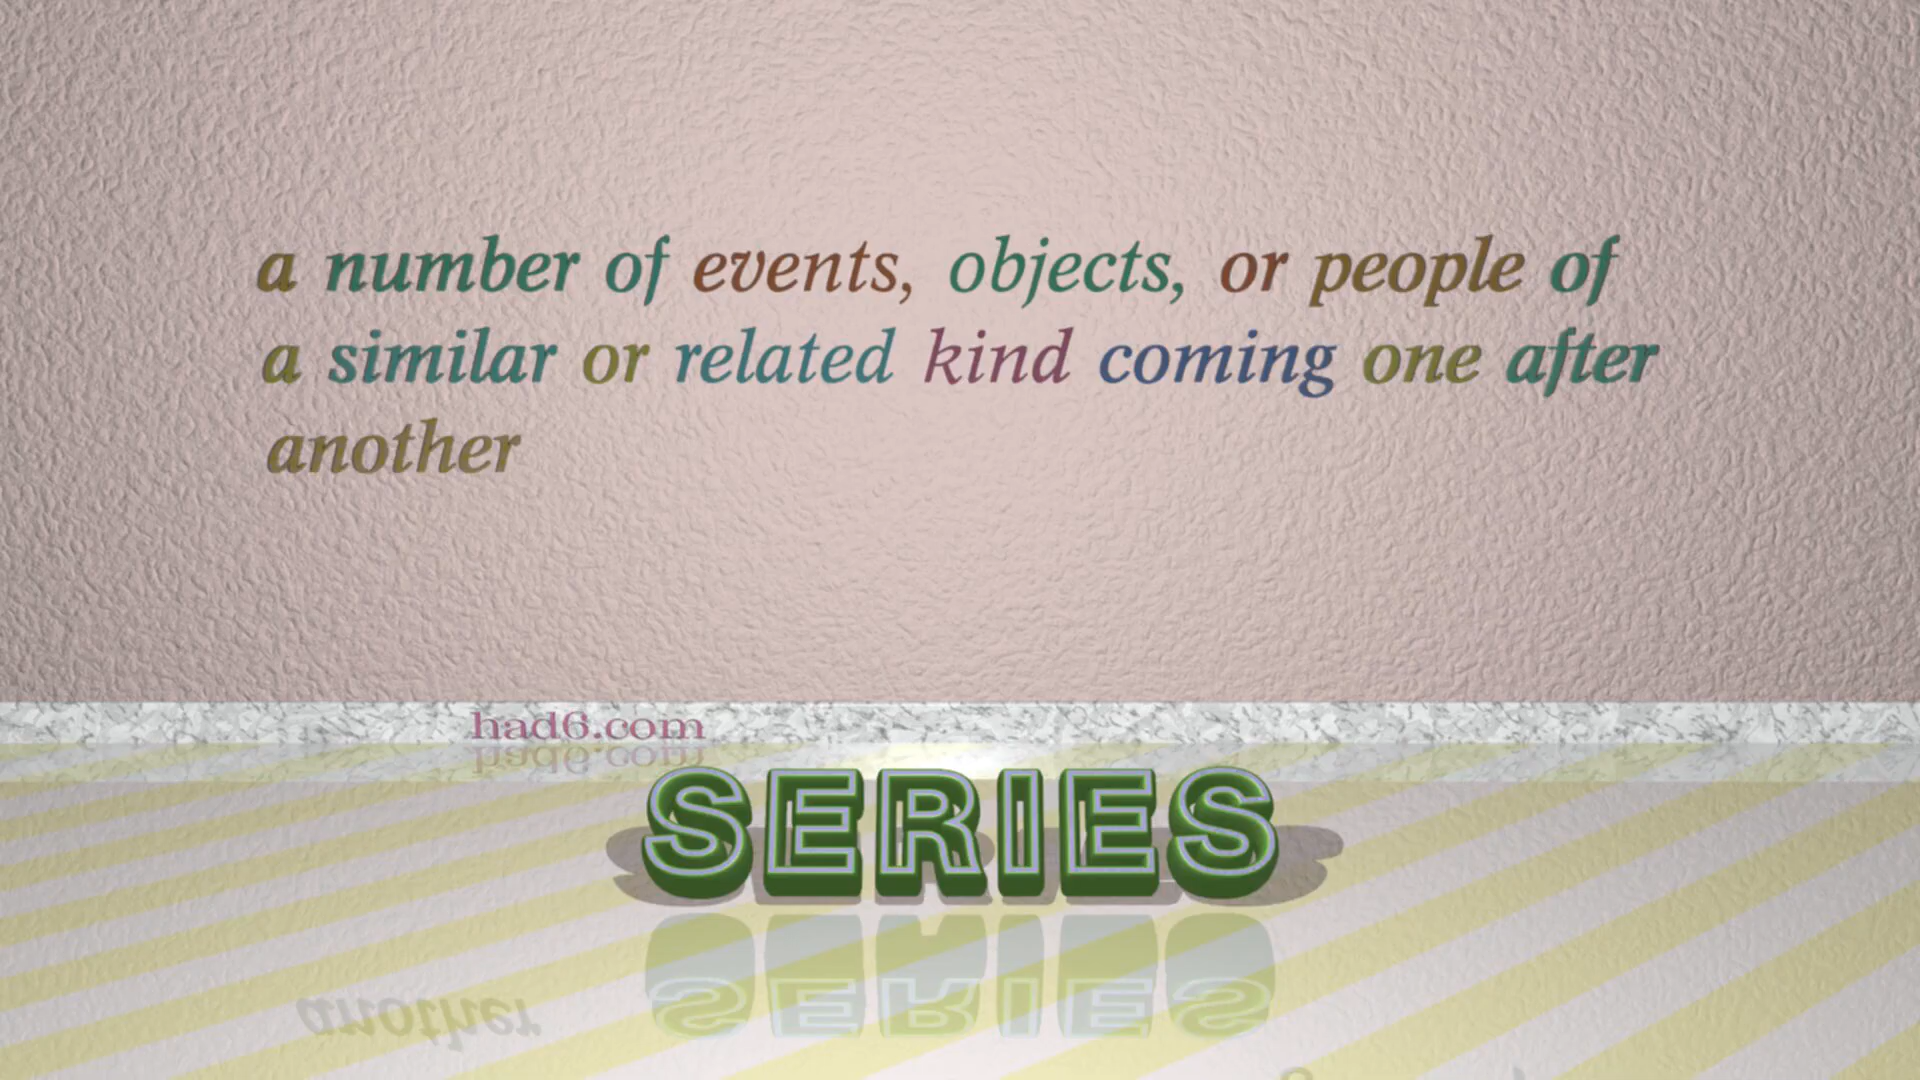 a number of events, objects, or people of
a similar or related kind coming one after
another
had6.com
SERIES